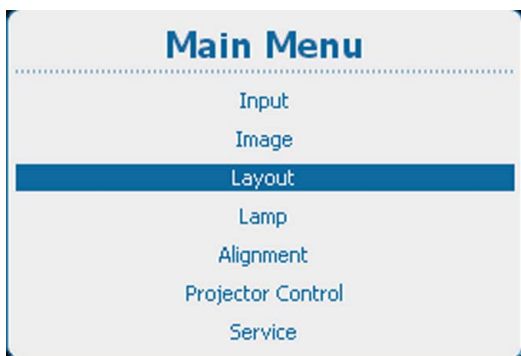 Main Menu
Input
Image
Layout
Lamp
Alignment
Projector Control
Service